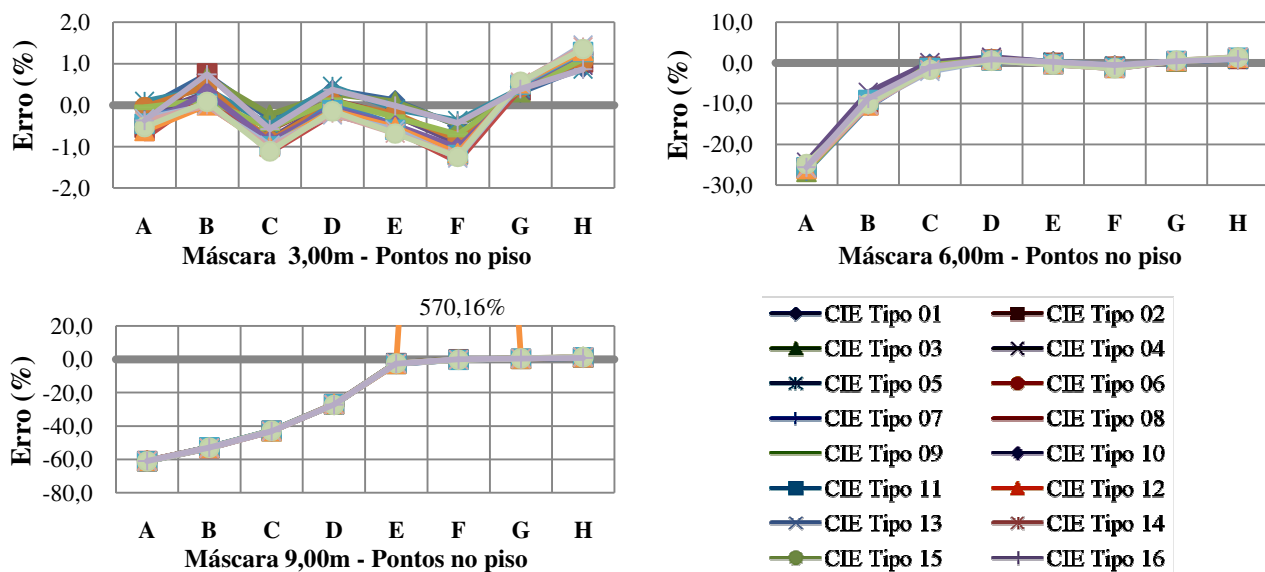 Erro (%)
2,0
1,0
0,0
-1,0
-2,0
A B C D E F G H
Máscara 3,00m - Pontos no piso
Erro (%)
10,0
0,0
-10,0
-20,0
-30,0
A B C D E F G H
Máscara 6,00m - Pontos no piso
570,16%
Erro (%)
20,0
0,0
-20,0
-40,0
-60,0
-80,0
A B C D E F G H
Máscara 9,00m - Pontos no piso
CIE Tipo 01 CIE Tipo 02
CIE Tipo 03 CIE Tipo 04
CIE Tipo 05 CIE Tipo 06
CIE Tipo 07 CIE Tipo 08
CIE Tipo 09 CIE Tipo 10
CIE Tipo 11 CIE Tipo 12
CIE Tipo 13 CIE Tipo 14
CIE Tipo 15 CIE Tipo 16